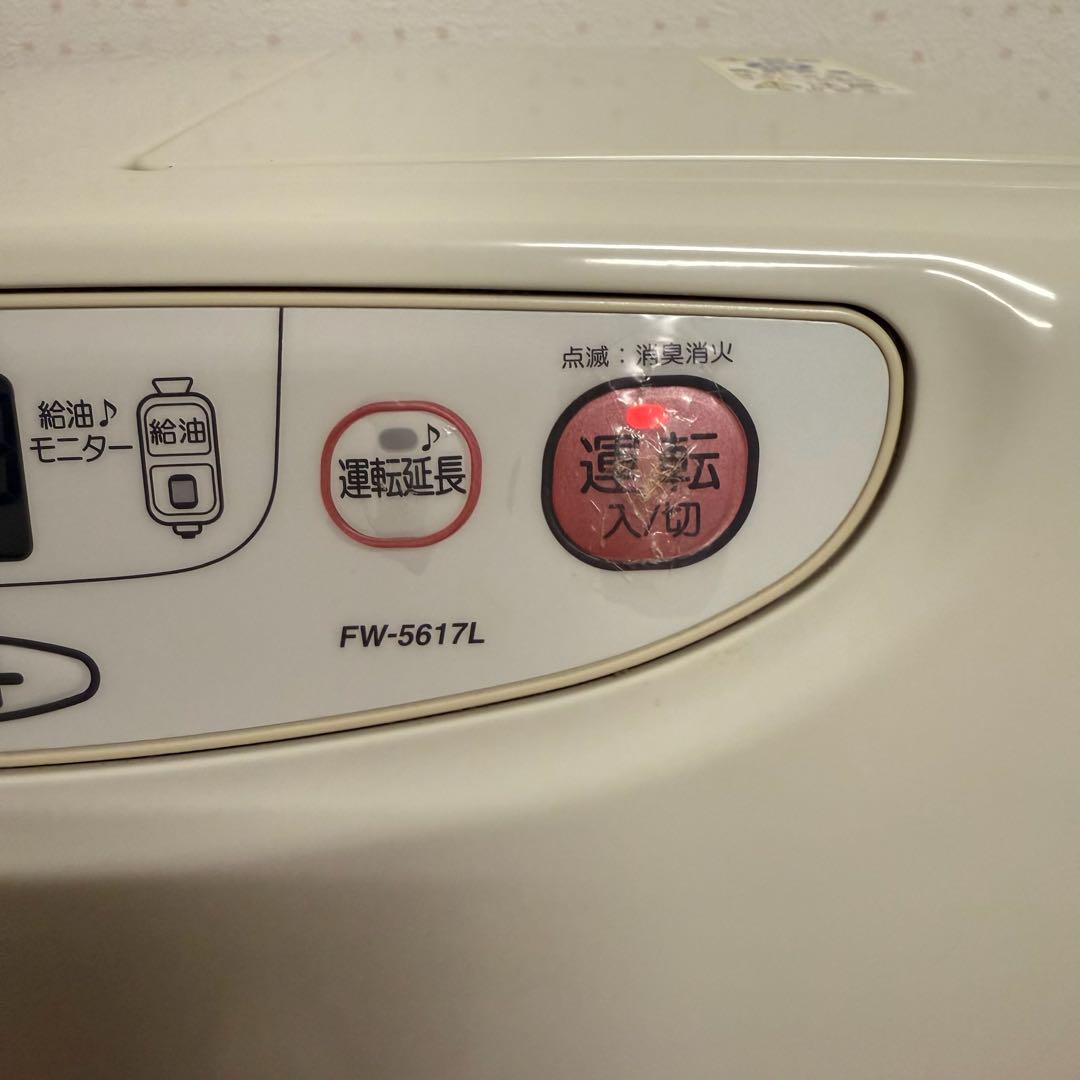 点滅：消臭消火
給油♪
モニター
給油
♪
運転延長
運転
入/切
FW-5617L